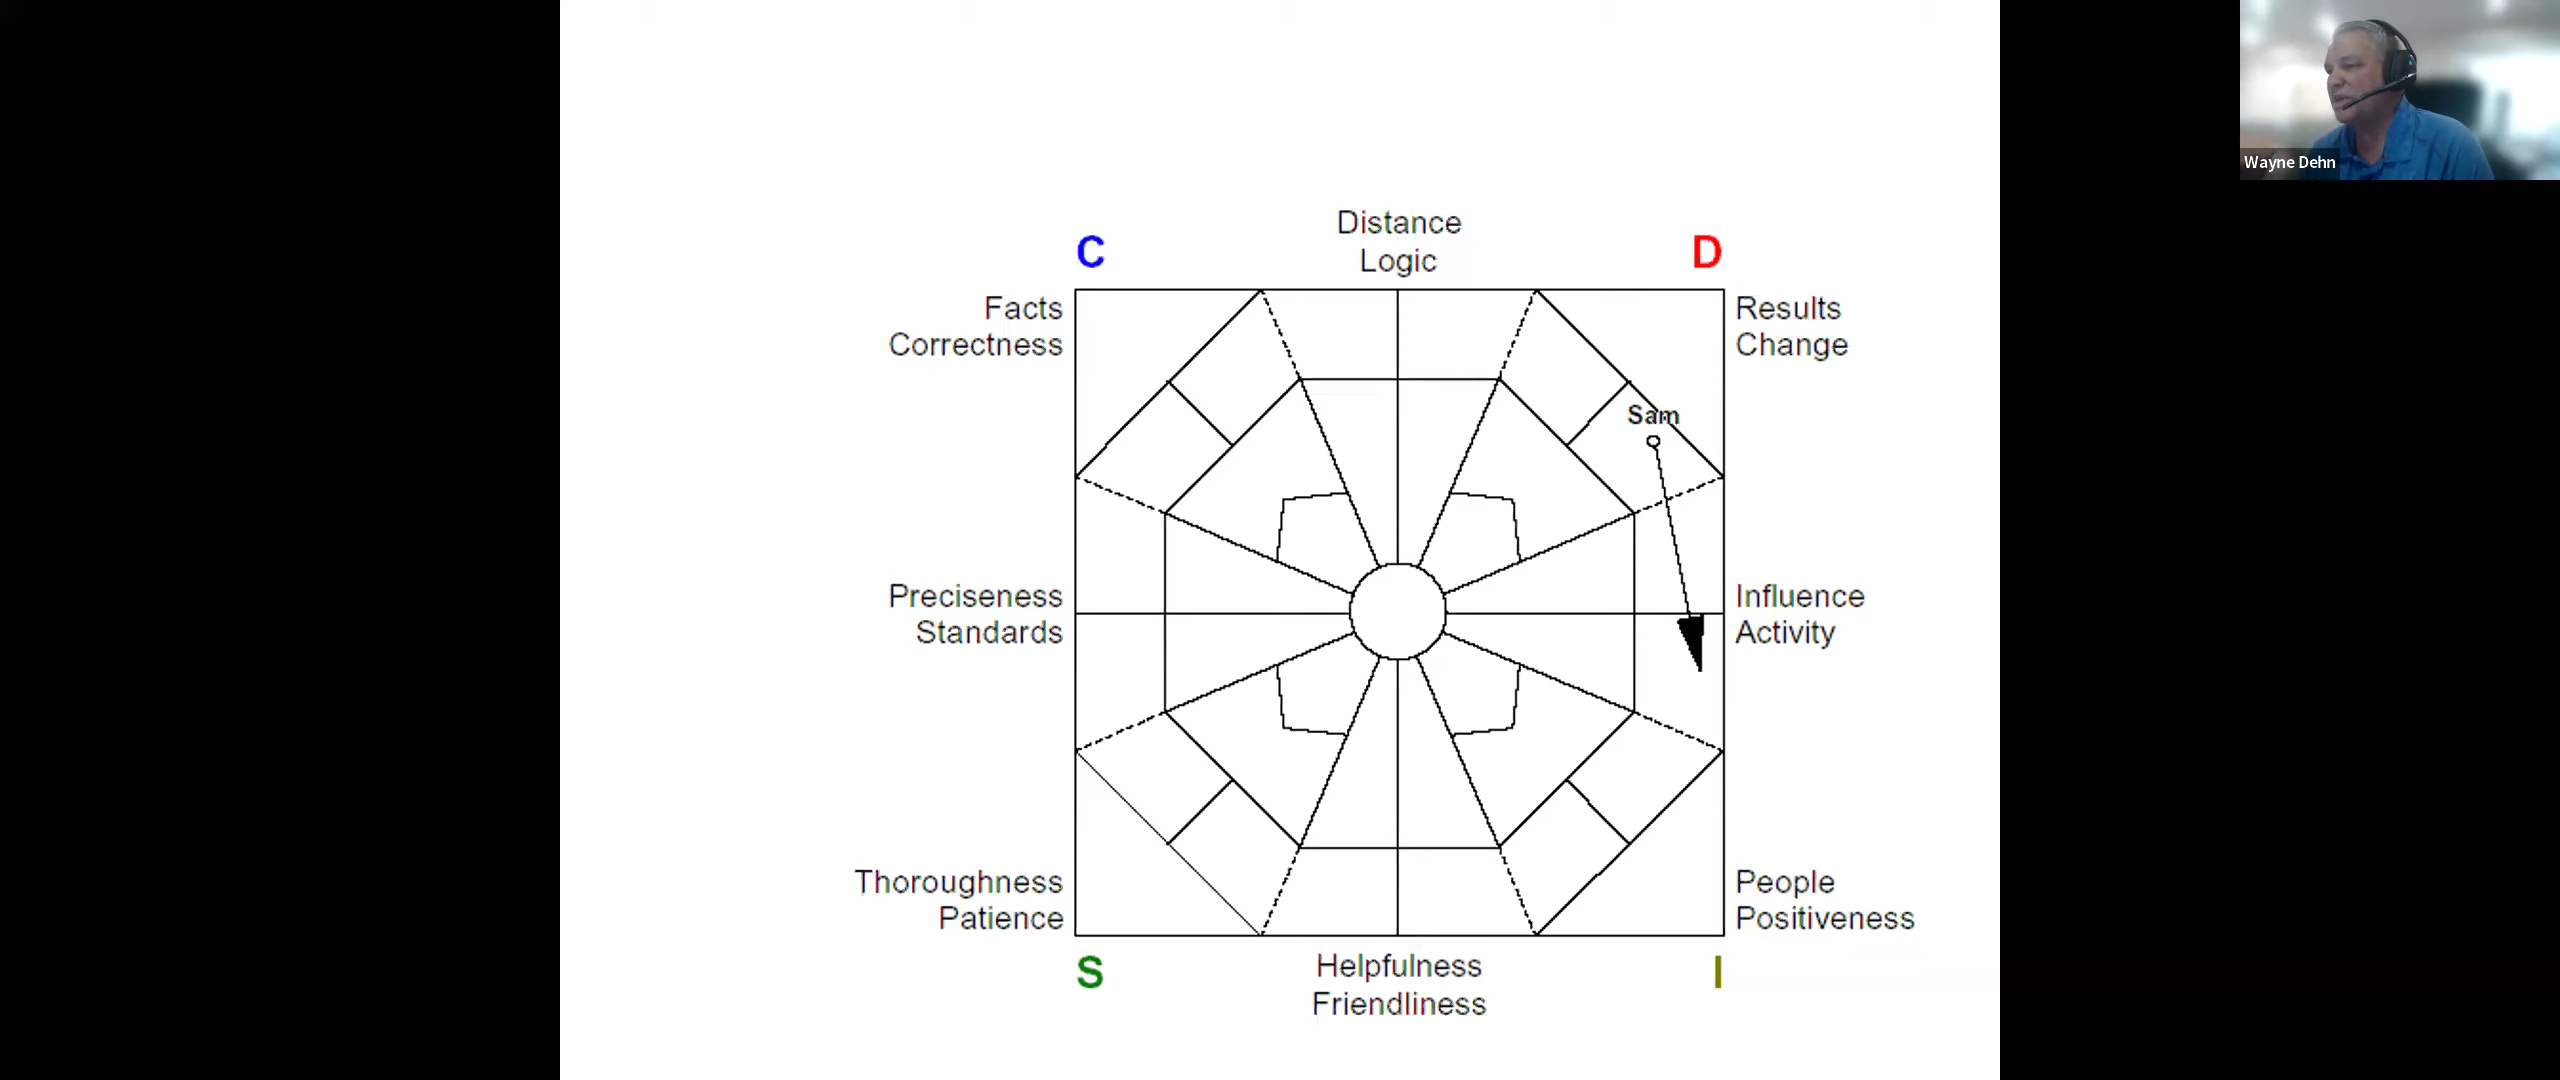 Wayne Dehn
Distance
Logic
C
D
Facts
Correctness
Results
Change
Sam
Preciseness
Standards
Influence
Activity
Thoroughness
Patience
People
Positiveness
S
Helpfulness
Friendliness
I